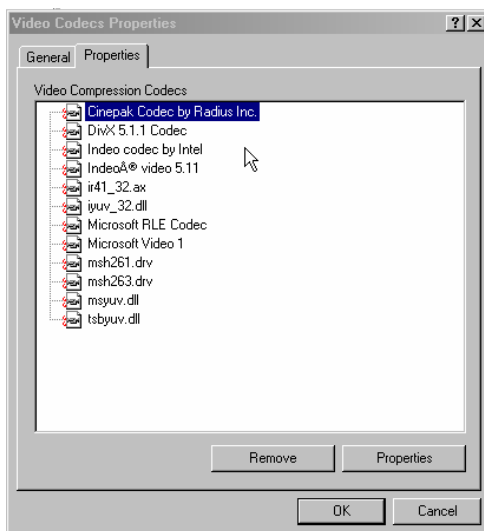 Video Codecs Properties
General Properties
Video Compression Codecs
Cinepak Codec by Radius Inc.
DivX 5.1.1 Codec
Indeo codec by Intel
IndeoÂ® video 5.11
ir41_32.ax
iyuv_32.dll
Microsoft RLE Codec
Microsoft Video 1
msh261.drv
msh263.drv
msyuv.dll
tsbyuv.dll
Remove Properties
OK Cancel